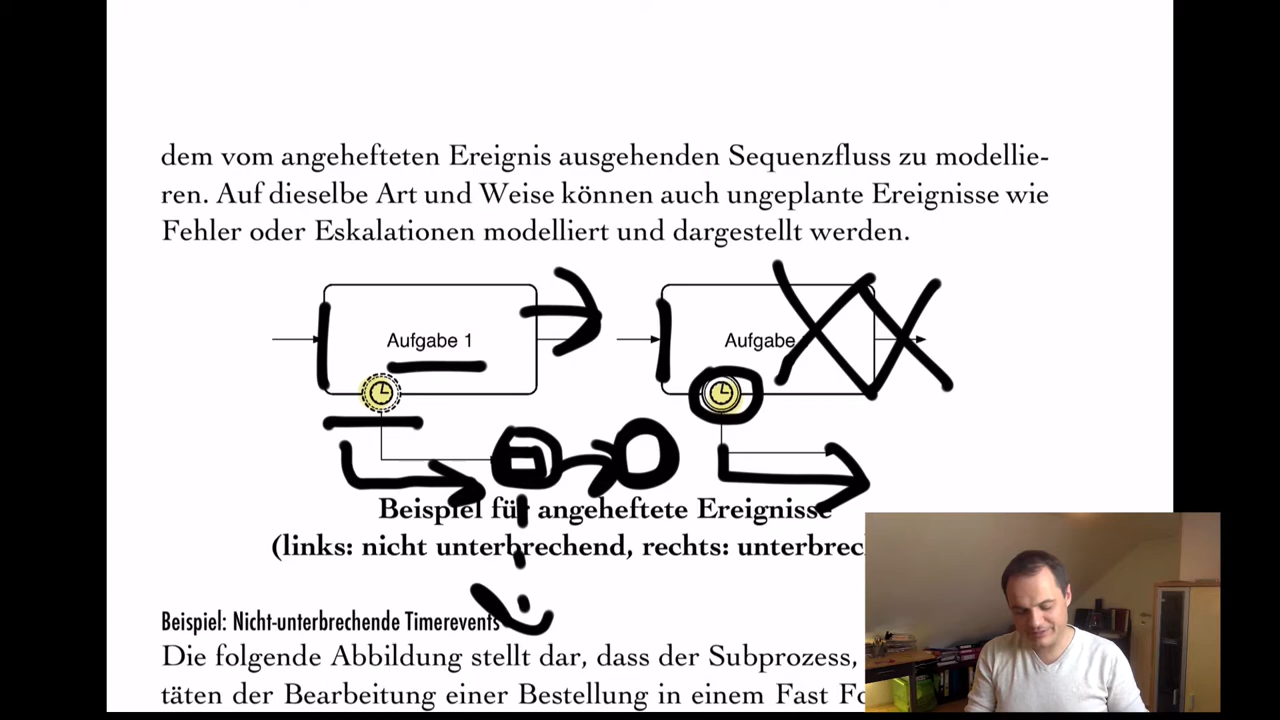 dem vom angehefteten Ereignis ausgehenden Sequenzfluss zu modellie-
ren. Auf dieselbe Art und Weise können auch ungeplante Ereignisse wie
Fehler oder Eskalationen modelliert und dargestellt werden.
Aufgabe 1
Aufgabe
Beispiel für angeheftete Ereignisse
(links: nicht unterbrechend, rechts: unterbrec
Beispiel: Nicht-unterbrechende Timerevents
Die folgende Abbildung stellt dar, dass der Subprozess,
täten der Bearbeitung einer Bestellung in einem Fast Fo